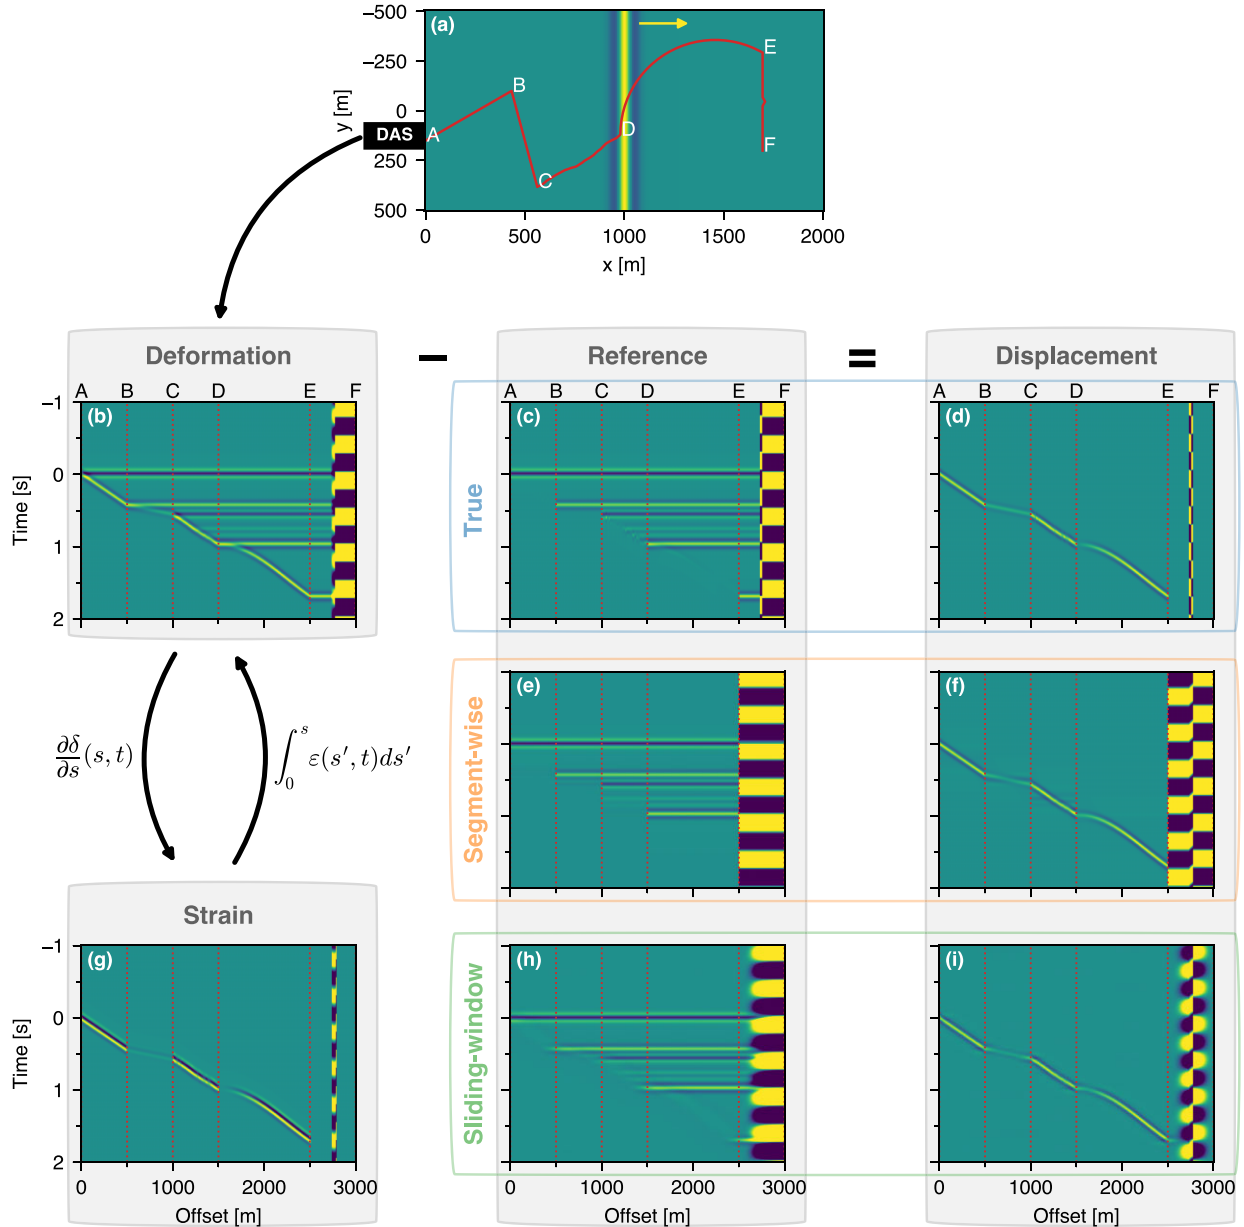 (a)
−500
−250
0
250
500
y [m]
DAS
A
B
C
D
E
F
0 500 1000 1500 2000
x [m]
Deformation − Reference = Displacement
A B C D E F
A B C D E F
A B C D E F
(b)
(c)
(d)
−1
0
1
2
Time [s]
True
∂δ/∂s (s, t)
∫₀ˢ ε(s′, t)ds′
(e)
(f)
Segment-wise
Strain
(g)
(h)
(i)
−1
0
1
2
Time [s]
Sliding-window
0 1000 2000 3000
0 1000 2000 3000
0 1000 2000 3000
Offset [m]
Offset [m]
Offset [m]